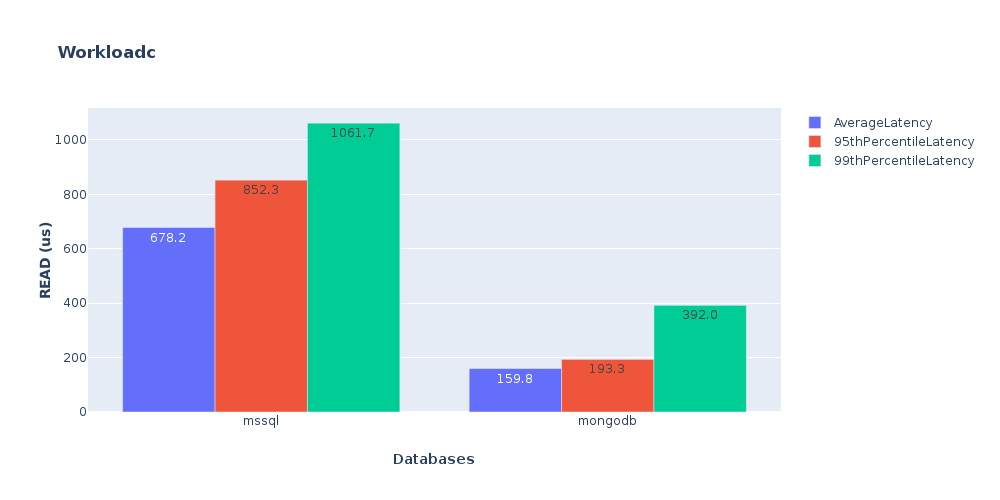 Workloadc
AverageLatency
95thPercentileLatency
99thPercentileLatency
READ (us)
1000
800
600
400
200
0
678.2
852.3
1061.7
159.8
193.3
392.0
mssql
mongodb
Databases